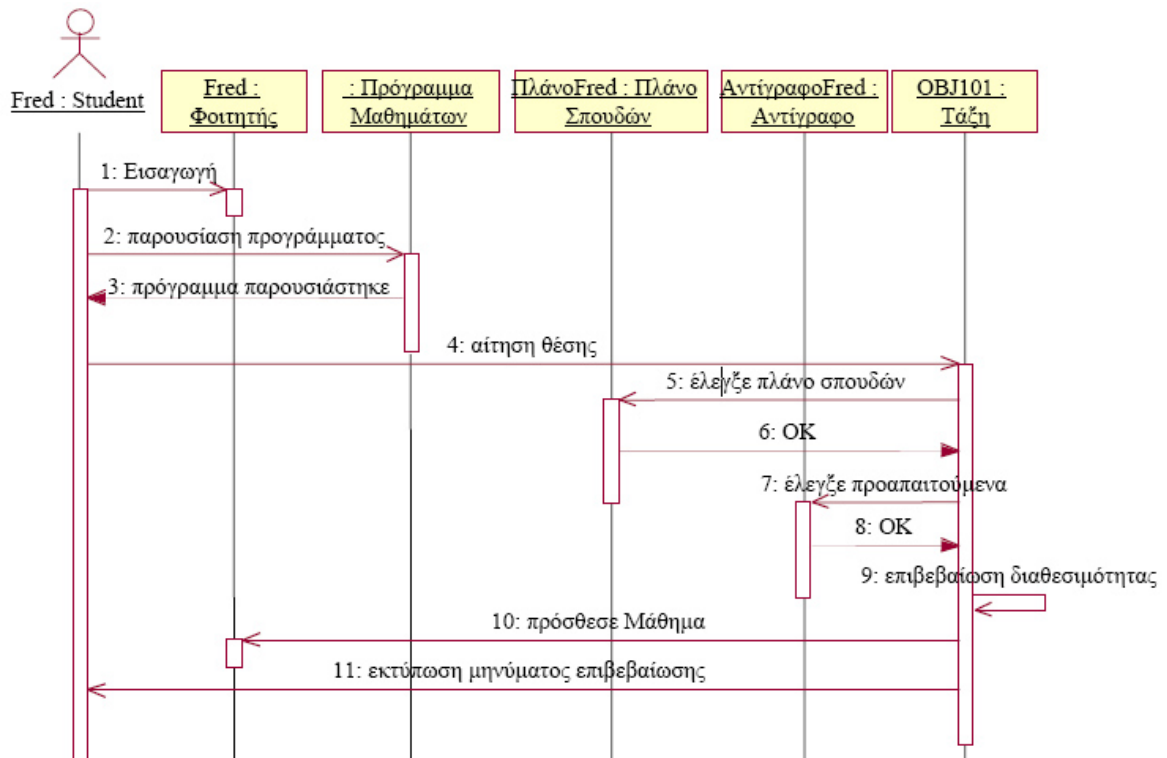 Fred : Student
Fred :
Φοιτητής
: Πρόγραμμα
Μαθημάτων
ΠλάνοFred : Πλάνο
Σπουδών
ΑντίγραφοFred :
Αντίγραφο
OBJ101 :
Τάξη
1: Εισαγωγή
2: παρουσίαση προγράμματος
3: πρόγραμμα παρουσιάστηκε
4: αίτηση θέσης
5: έλεγξε πλάνο σπουδών
6: OK
7: έλεγξε προαπαιτούμενα
8: OK
9: επιβεβαίωση διαθεσιμότητας
10: πρόσθεσε Μάθημα
11: εκτύπωση μηνύματος επιβεβαίωσης